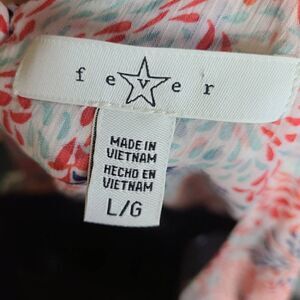 fever
MADE IN
VIETNAM
HECHO EN
VIETNAM
L/G